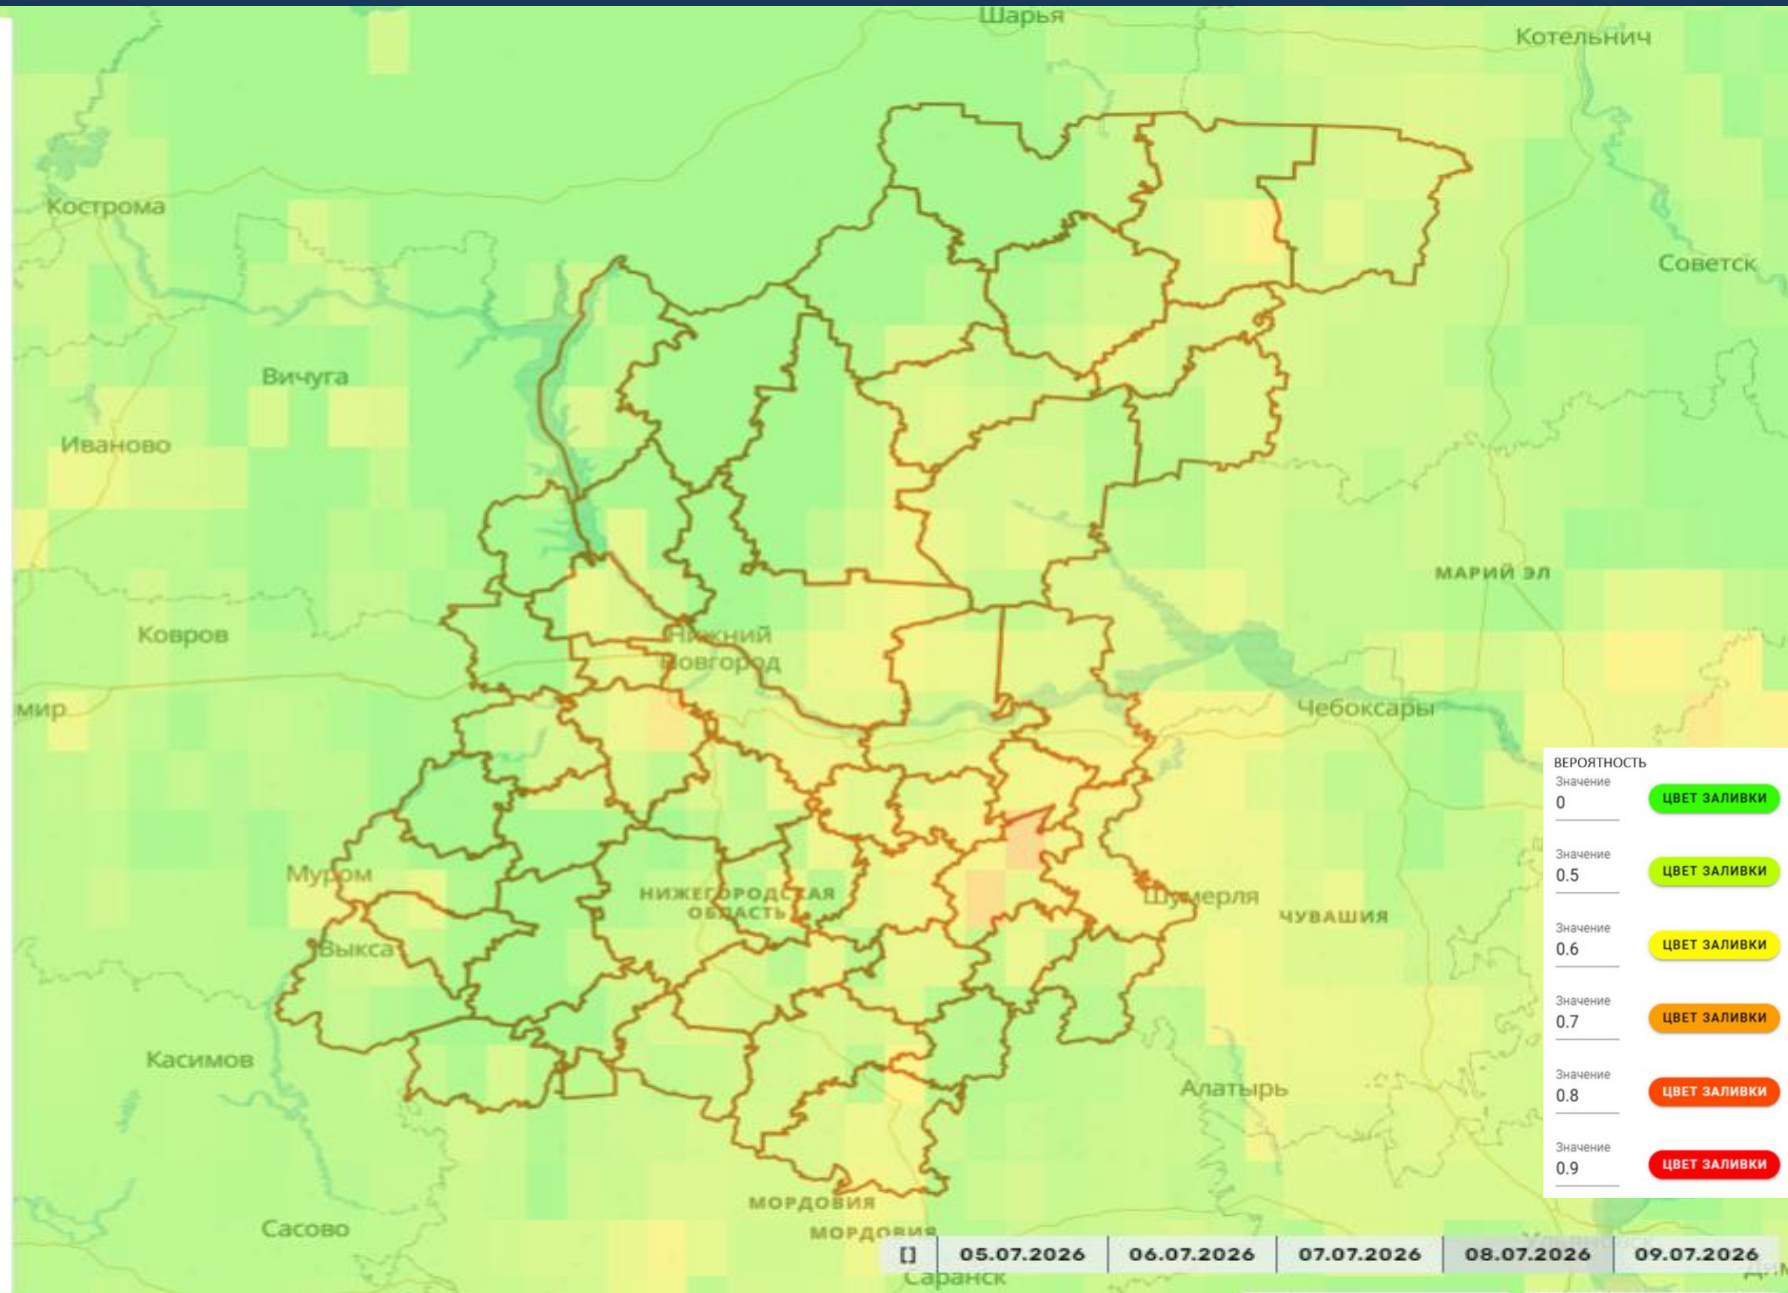 Шарья
Котельнич
Кострома
Советск
Вичуга
Иваново
МАРИЙ ЭЛ
Ковров
Нижний
Новгород
мир
Чебоксары
ВЕРОЯТНОСТЬ
Значение
0
ЦВЕТ ЗАЛИВКИ
Значение
0.5
ЦВЕТ ЗАЛИВКИ
Муром
НИЖЕГОРОДСКАЯ
ОБЛАСТЬ
Шумерля
ЧУВАШИЯ
Значение
0.6
ЦВЕТ ЗАЛИВКИ
Выкса
Значение
0.7
ЦВЕТ ЗАЛИВКИ
Касимов
Алатырь
Значение
0.8
ЦВЕТ ЗАЛИВКИ
Значение
0.9
ЦВЕТ ЗАЛИВКИ
МОРДОВИЯ
МОРДОВИЯ
Сасово
[] 05.07.2026 06.07.2026 07.07.2026 08.07.2026 09.07.2026
Саранск